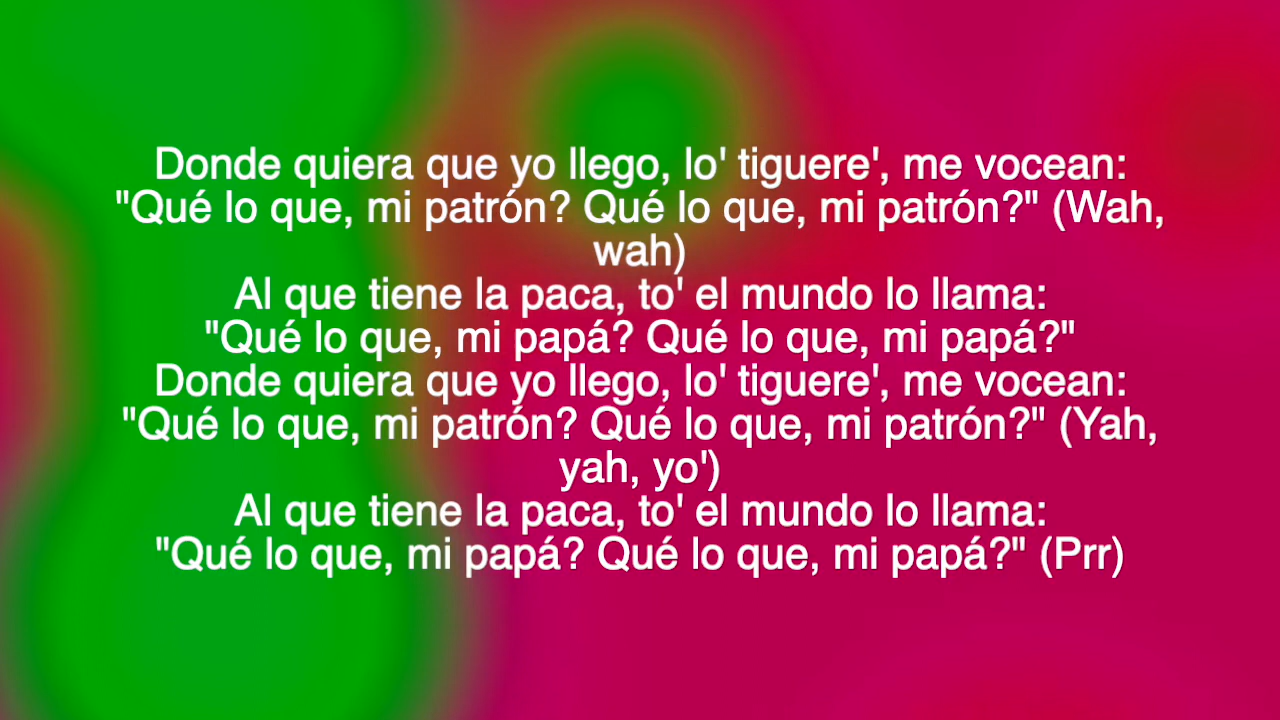 Donde quiera que yo llego, lo' tiguere', me vocean:
"Qué lo que, mi patrón? Qué lo que, mi patrón?" (Wah,
wah)
Al que tiene la paca, to' el mundo lo llama:
"Qué lo que, mi papá? Qué lo que, mi papá?"
Donde quiera que yo llego, lo' tiguere', me vocean:
"Qué lo que, mi patrón? Qué lo que, mi patrón?" (Yah,
yah, yo')
Al que tiene la paca, to' el mundo lo llama:
"Qué lo que, mi papá? Qué lo que, mi papá?" (Prr)